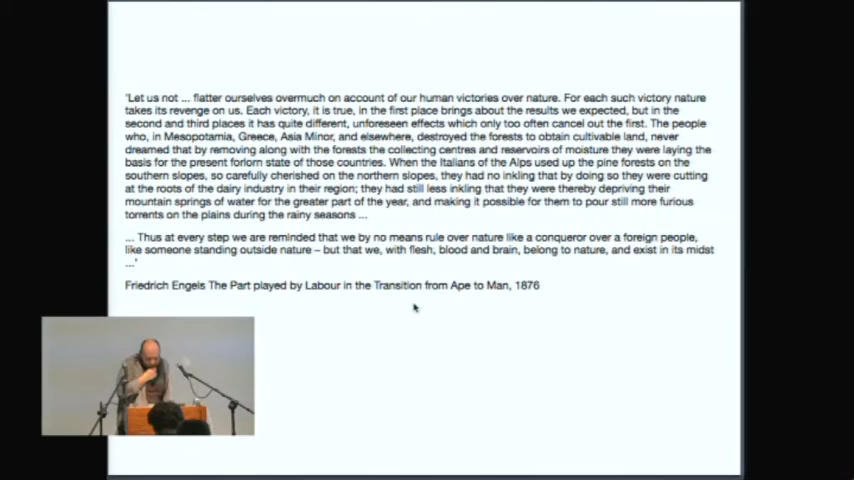 'Let us not ... flatter ourselves overmuch on account of our human victories over nature. For each such victory nature
takes its revenge on us. Each victory, it is true, in the first place brings about the results we expected, but in the
second and third places it has quite different, unforeseen effects which only too often cancel out the first. The people
who, in Mesopotamia, Greece, Asia Minor, and elsewhere, destroyed the forests to obtain cultivable land, never
dreamed that by removing along with the forests the collecting centres and reservoirs of moisture they were laying the
basis for the present forlorn state of those countries. When the Italians of the Alps used up the pine forests on the
southern slopes, so carefully cherished on the northern slopes, they had no inkling that by doing so they were cutting
at the roots of the dairy industry in their region; they had still less inkling that they were thereby depriving their
mountain springs of water for the greater part of the year, and making it possible for them to pour still more furious
torrents on the plains during the rainy seasons ...
... Thus at every step we are reminded that we by no means rule over nature like a conqueror over a foreign people,
like someone standing outside nature – but that we, with flesh, blood and brain, belong to nature, and exist in its midst
...'
Friedrich Engels The Part played by Labour in the Transition from Ape to Man, 1876